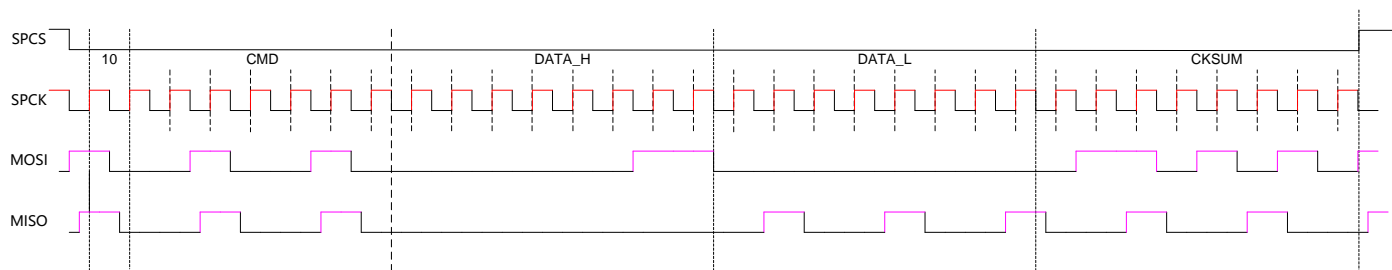 SPCS
10 CMD DATA_H DATA_L CKSUM
SPCK
MOSI
MISO